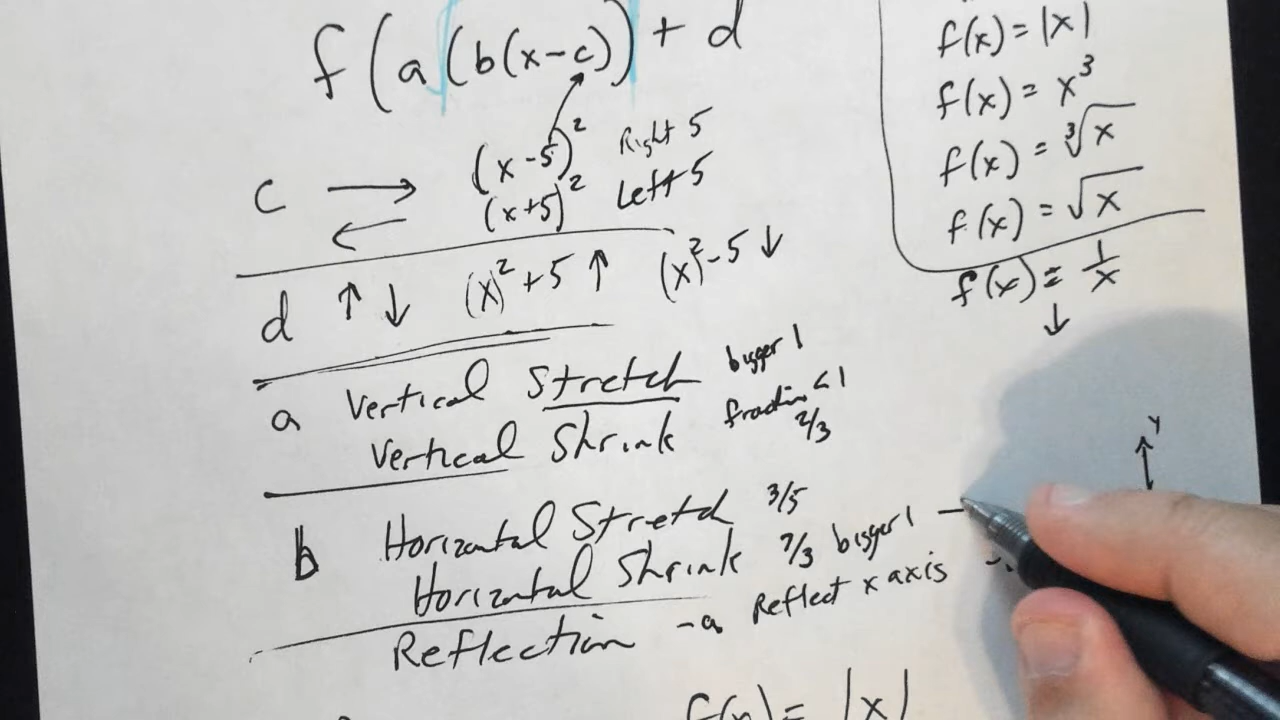 f(a(b(x-c)) + d
c → (x-5)² Right 5
← (x+5)² Left 5
d ↑ ↓ (x)²+5 ↑ (x)²-5 ↓
a Vertical Stretch bigger 1
Vertical Shrink fraction < 1
2/3
b Horizontal Stretch 3/5
Horizontal Shrink 7/3 bigger 1
Reflection -a Reflect x axis
f(x) = |x|
f(x) = |x|
f(x) = x³
f(x) = ∛x
f(x) = √x
f(x) = 1/x
↓
Y